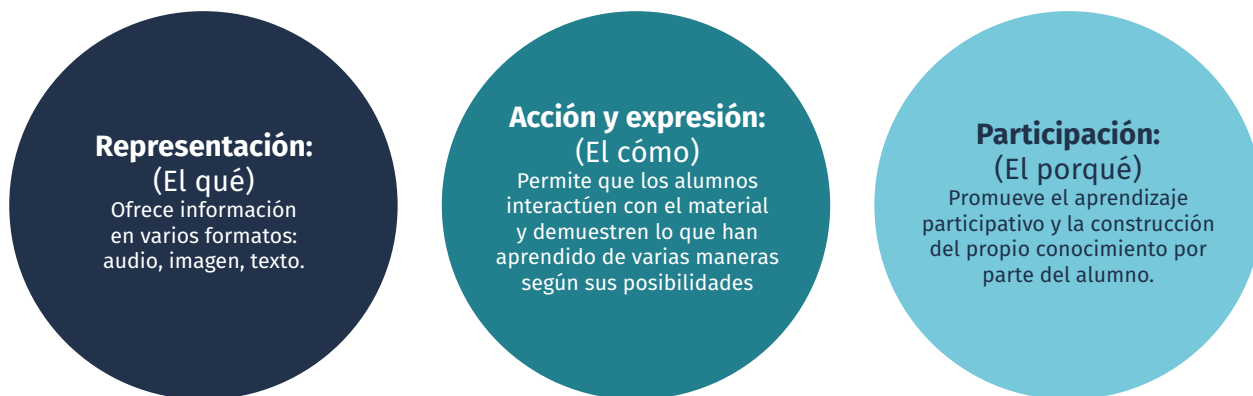 Representación:
(El qué)
Ofrece información
en varios formatos:
audio, imagen, texto.
Acción y expresión:
(El cómo)
Permite que los alumnos
interactúen con el material
y demuestren lo que han
aprendido de varias maneras
según sus posibilidades
Participación:
(El porqué)
Promueve el aprendizaje
participativo y la construcción
del propio conocimiento por
parte del alumno.